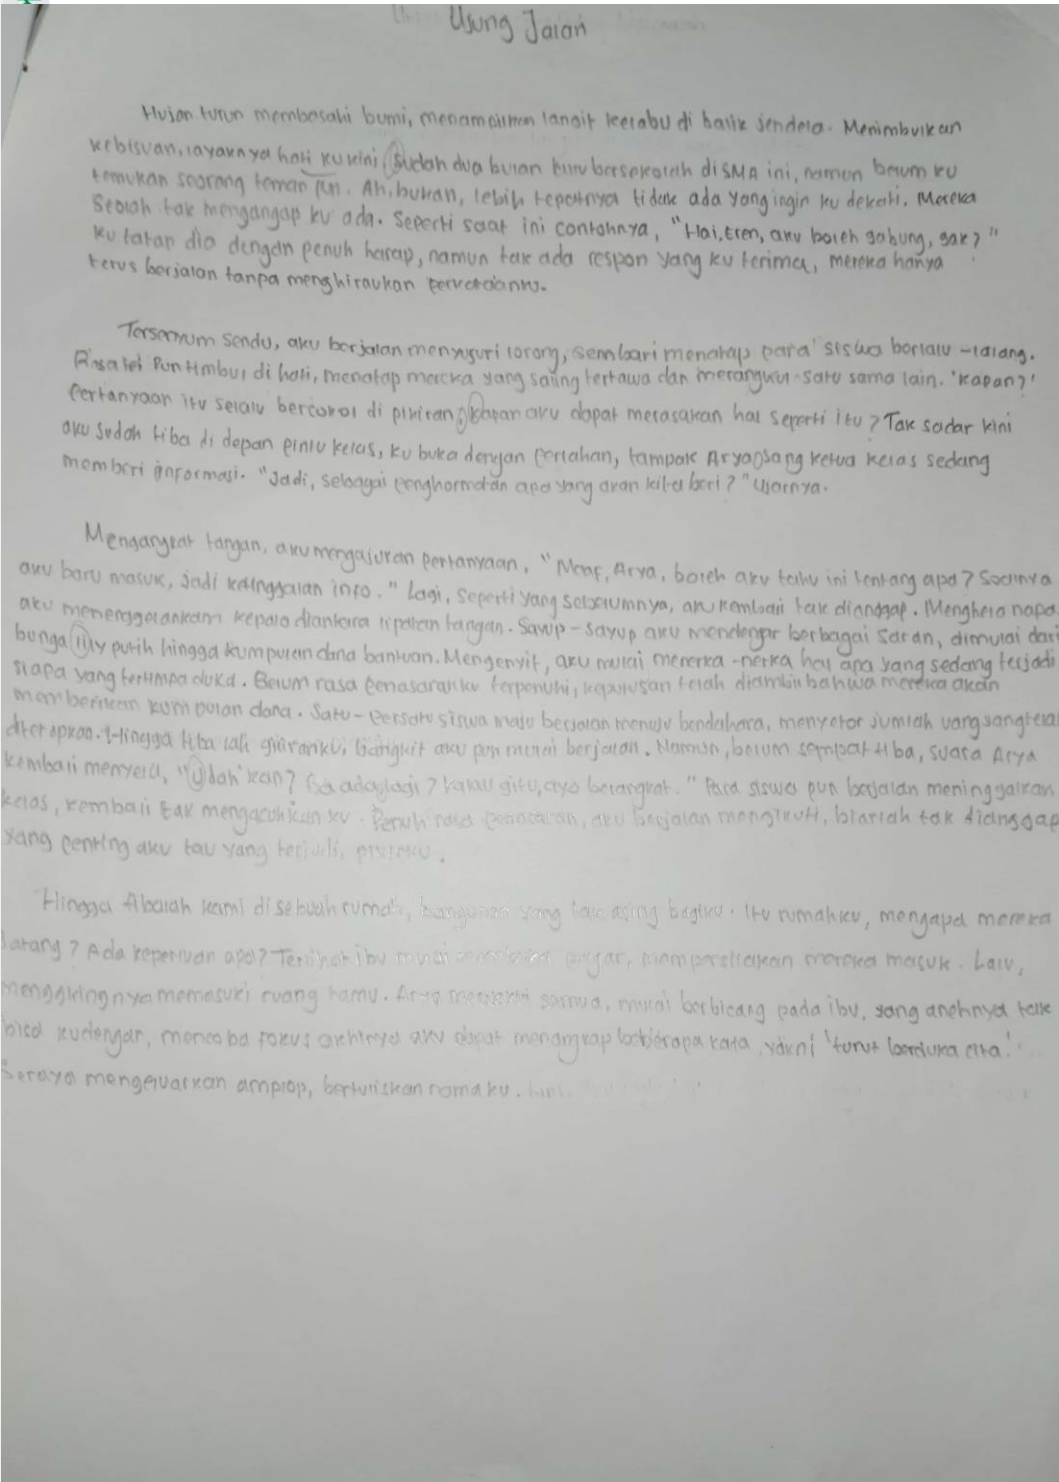 Ujung Jalan
Hujan turun membasahi bumi, menampilkan langit kelabu di balik jendela. Menimbulkan
kebisuan, layaknya hati ku kini, sudah dua bulan ku bersekolah di SMA ini, namun belum ku
temukan seorang teman pun. Ah, bukan, lebih tepatnya tidak ada yang ingin ku dekati. Mereka
Seolah tak mengangap ku ada. Seperti saat ini contohnya, "Hai, Eren, aku boleh gabung, gak?"
Ku tatap dia dengan penuh harap, namun tak ada respon yang ku terima, mereka hanya
terus berjalan tanpa menghiraukan perkataanku.
Tersenyum sendu, aku berjalan menyusuri lorong, sembari menatap para siswa berlalu-lalang.
Rasa iri pun timbul di hati, menatap mereka yang saling tertawa dan merangkul satu sama lain. 'Kapan?'
Pertanyaan itu selalu bercokol di pikiran, kapan aku dapat merasakan hal seperti itu? Tak sadar kini
aku sudah tiba di depan pintu kelas, ku buka dengan perlahan, tampak Arya, sang ketua kelas sedang
memberi informasi. "Jadi, sebagai penghormatan apa yang akan kita beri?" Ujarnya.
Mengangkat tangan, aku mengajukan pertanyaan, "Maaf, Arya, boleh aku tahu ini tentang apa? Soalnya
aku baru masuk, jadi ketinggalan info." Lagi, seperti yang sebelumnya, aku kembali tak dianggap. Menghela napas
aku menenggelamkam kepala diantara lipatan tangan. Sayup-sayup aku mendengar berbagai saran, dimulai dari
bunga lily putih hingga kumpulan dana bantuan. Mengenyit, aku mulai menerka-nerka hal apa yang sedang terjadi
siapa yang tertimpa duka. Belum rasa penasaranku terpenuhi, keputusan telah diambil bahwa mereka akan
memberikan kumpulan dana. Satu-persatu siswa maju berjalan menuju bendahara, menyetor jumlah uang yang telah
ditetapkan. Hingga tiba lah giliranku, bangkit aku pun mulai berjalan. Namun, belum sempat tiba, suara Arya
kembali menyela, "Udah kan? Ga ada lagi? Kalau gitu, ayo berangkat." Para siswa pun berjalan meninggalkan
kelas, kembali tak mengacuhkan ku. Penuh rasa penasaran, aku berjalan mengikuti, biarlah tak dianggap
yang penting aku tau yang terjadi, pikirku.
Hingga tibalah kami di sebuah rumah, bangunan yang tak asing bagiku. Itu rumahku, mengapa mereka
datang? Ada keperluan apa? Terlihat ibu mulai pagar, mempersilakan mereka masuk. Lalu,
menggiringnya memasuki ruang tamu. Arya semua, mulai berbicang pada ibu, yang anehnya tak
bisa kudengar, mencoba fokus akhirnya aku dapat menangkap beberapa kata, yakni 'turut berduka cita.'
Seraya mengeluarkan amplop, bertuliskan nama ku.